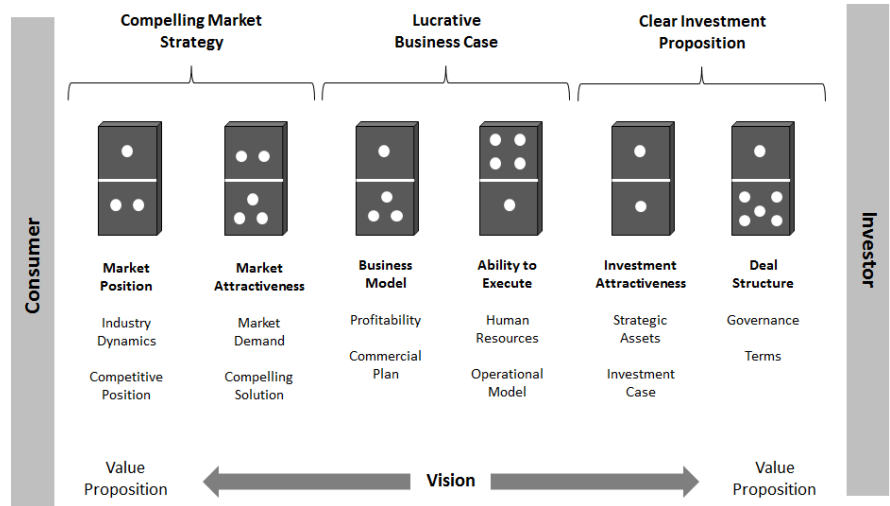 Compelling Market
Strategy
Lucrative
Business Case
Clear Investment
Proposition
Consumer
Investor
Market
Position
Market
Attractiveness
Business
Model
Ability to
Execute
Investment
Attractiveness
Deal
Structure
Industry
Dynamics
Market
Demand
Profitability
Human
Resources
Strategic
Assets
Governance
Competitive
Position
Compelling
Solution
Commercial
Plan
Operational
Model
Investment
Case
Terms
Value
Proposition
Vision
Value
Proposition